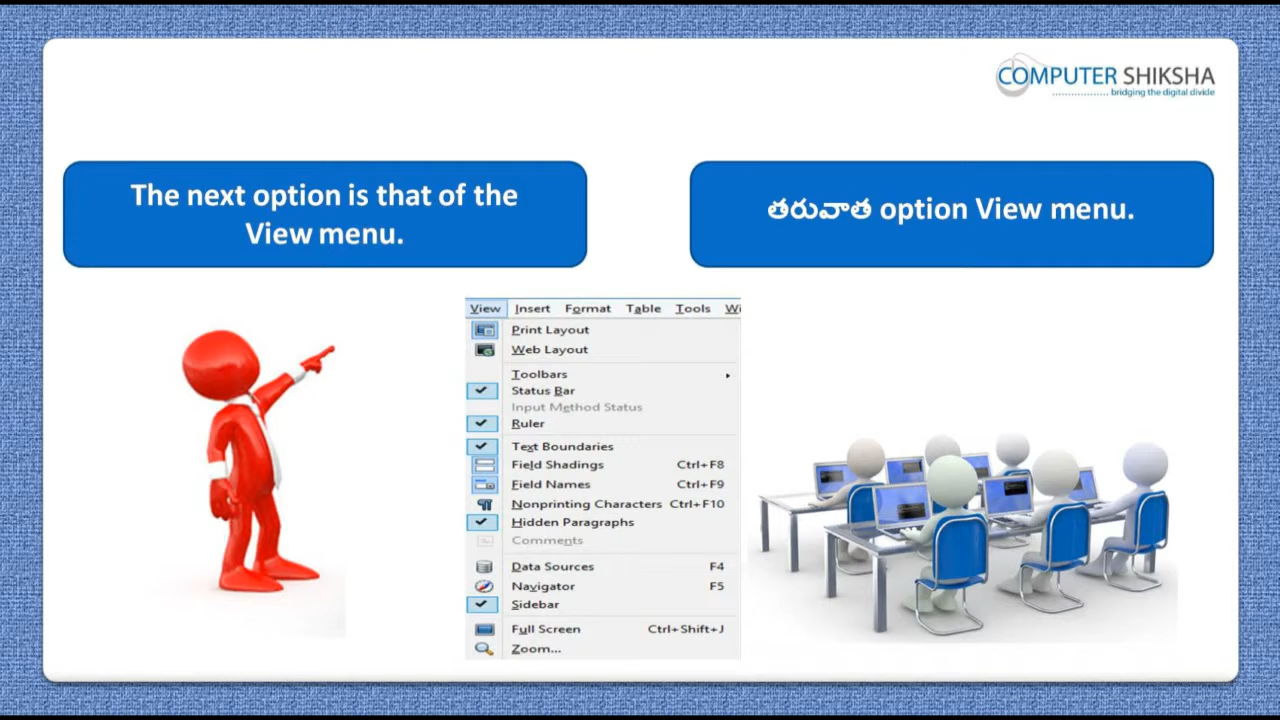 COMPUTER SHIKSHA
bridging the digital divide
The next option is that of the
View menu.
తరువాత option View menu.
View Insert Format Table Tools Wi
Print Layout
Web Layout
Toolbars
Status Bar
Input Method Status
Ruler
Text Boundaries
Field Shadings Ctrl+F8
Field Names Ctrl+F9
Nonprinting Characters Ctrl+F10
Hidden Paragraphs
Comments
Data Sources F4
Navigator F5
Sidebar
Full Screen Ctrl+Shift+J
Zoom...